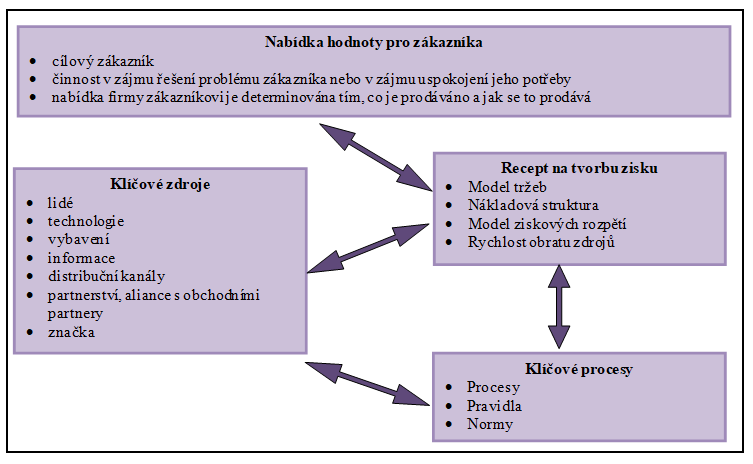 Nabídka hodnoty pro zákazníka
• cílový zákazník
• činnost v zájmu řešení problému zákazníka nebo v zájmu uspokojení jeho potřeby
• nabídka firmy zákazníkovi je determinována tím, co je prodáváno a jak se to prodává
Klíčové zdroje
• lidé
• technologie
• vybavení
• informace
• distribuční kanály
• partnerství, aliance s obchodními
partnery
• značka
Recept na tvorbu zisku
• Model tržeb
• Nákladová struktura
• Model ziskových rozpětí
• Rychlost obratu zdrojů
Klíčové procesy
• Procesy
• Pravidla
• Normy